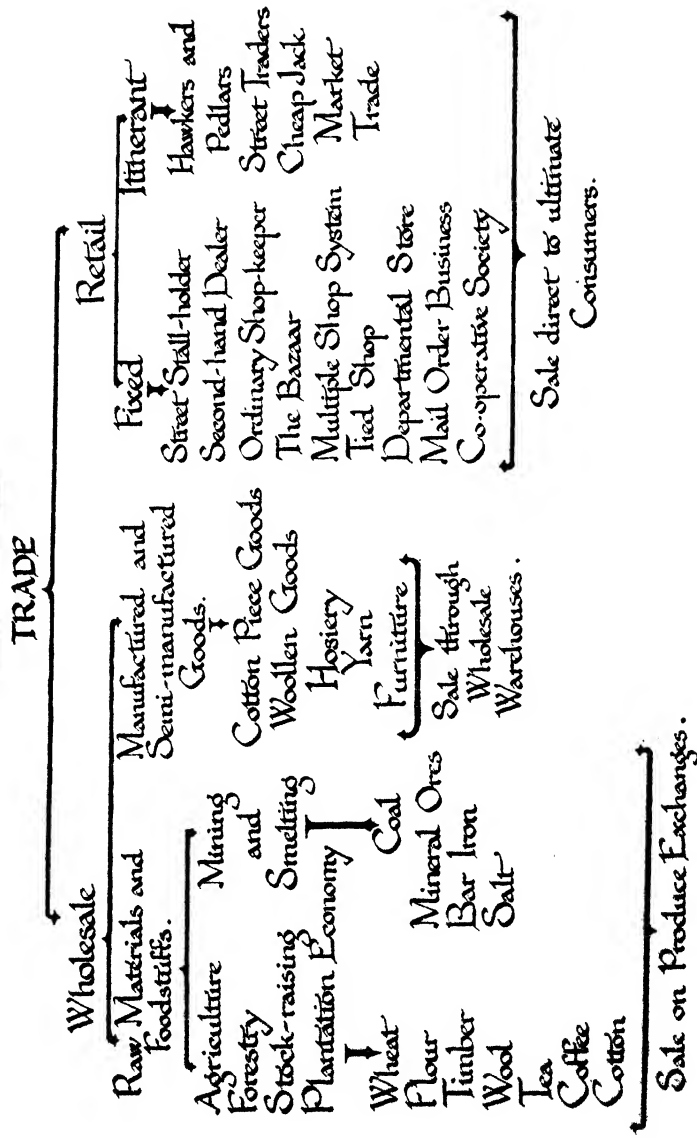 TRADE
Wholesale
Retail
Raw Materials and
Foodstuffs.
Manufactured and
Semi-manufactured
Goods.
Fixed
Itinerant
Agriculture
Forestry
Stock-raising
Plantation Economy
Mining
and
Smelting
Wheat
Flour
Timber
Wool
Tea
Coffee
Cotton
Coal
Mineral Ores
Bar Iron
Salt
Sale on Produce Exchanges.
Cotton Piece Goods
Woollen Goods
Hosiery
Yarn
Furniture
Sale through
Wholesale
Warehouses.
Street Stall-holder
Second-hand Dealer
Ordinary Shop-keeper
The Bazaar
Multiple Shop System
Tied Shop
Departmental Store
Mail Order Business
Co-operative Society
Hawkers and
Pedlars
Street Traders
Cheap Jack
Market
Trade
Sale direct to ultimate
Consumers.